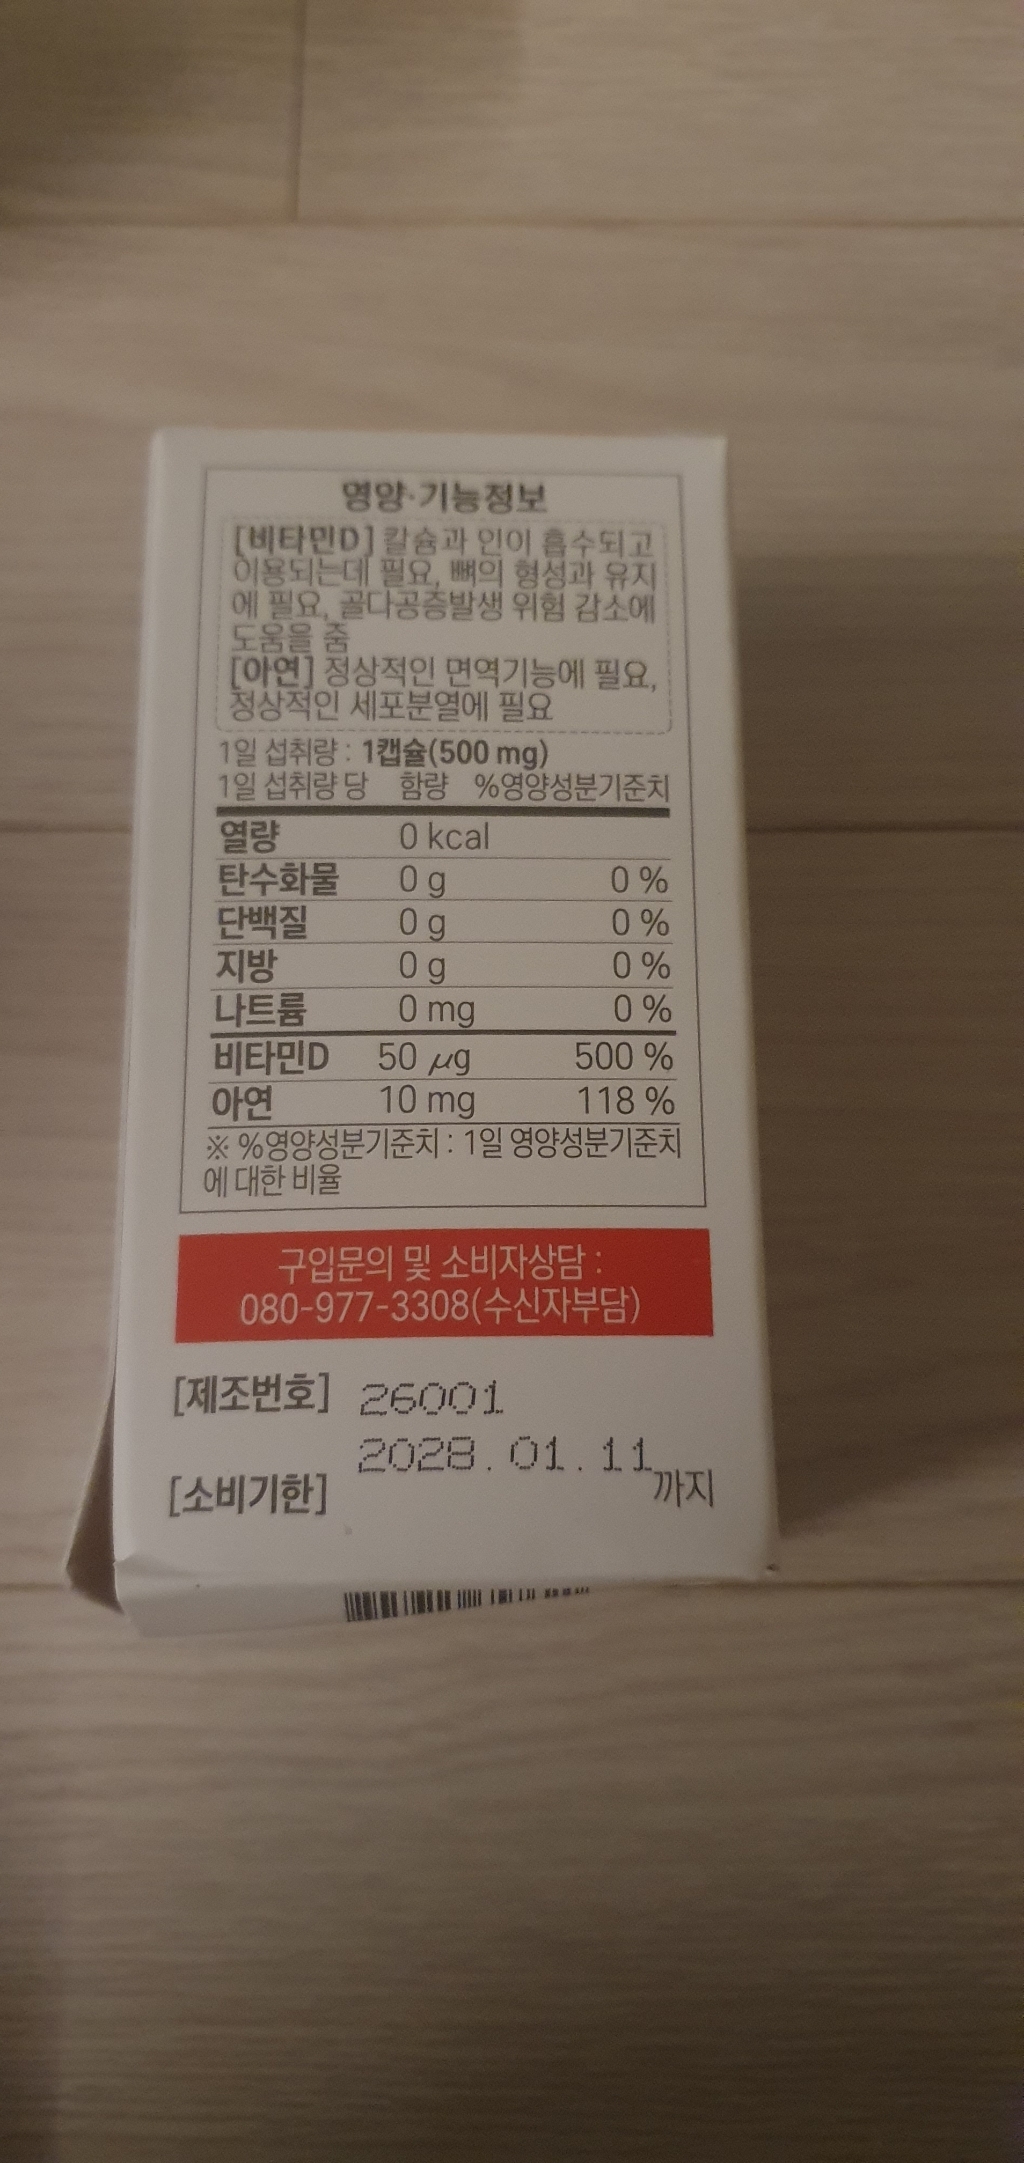 영양·기능정보
[비타민D] 칼슘과 인이 흡수되고
이용되는데 필요, 뼈의 형성과 유지
에 필요, 골다공증발생 위험 감소에
도움을 줌
[아연] 정상적인 면역기능에 필요,
정상적인 세포분열에 필요
1일 섭취량 : 1캡슐(500 mg)
1일 섭취량 당 함량 %영양성분기준치
열량 0 kcal
탄수화물 0 g 0 %
단백질 0 g 0 %
지방 0 g 0 %
나트륨 0 mg 0 %
비타민D 50 μg 500 %
아연 10 mg 118 %
※ %영양성분기준치 : 1일 영양성분기준치
에 대한 비율
구입문의 및 소비자상담 :
080-977-3308(수신자부담)
[제조번호] 26001
2028. 01. 11
[소비기한] 까지